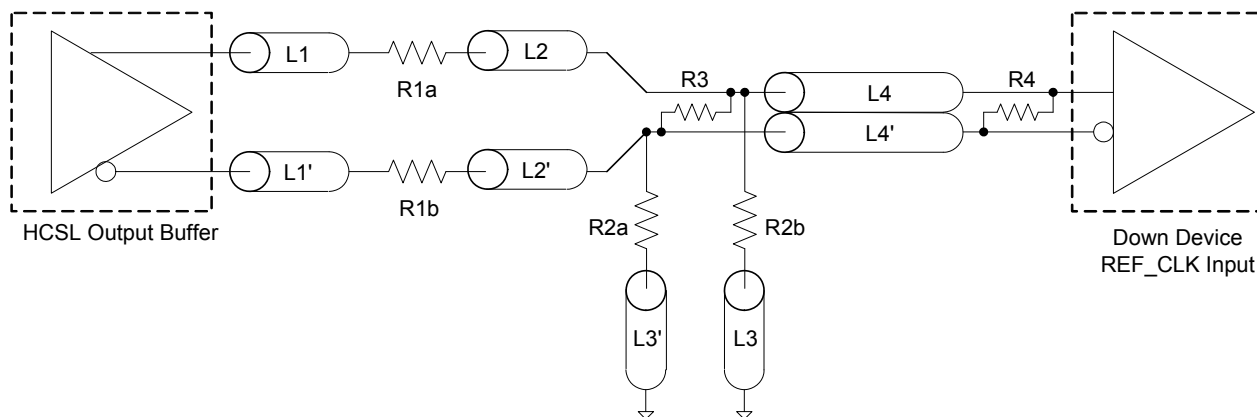 L1
R1a
L2
R3
L4
R4
L4'
L1'
R1b
L2'
HCSL Output Buffer
R2a
R2b
Down Device
REF_CLK Input
L3'
L3